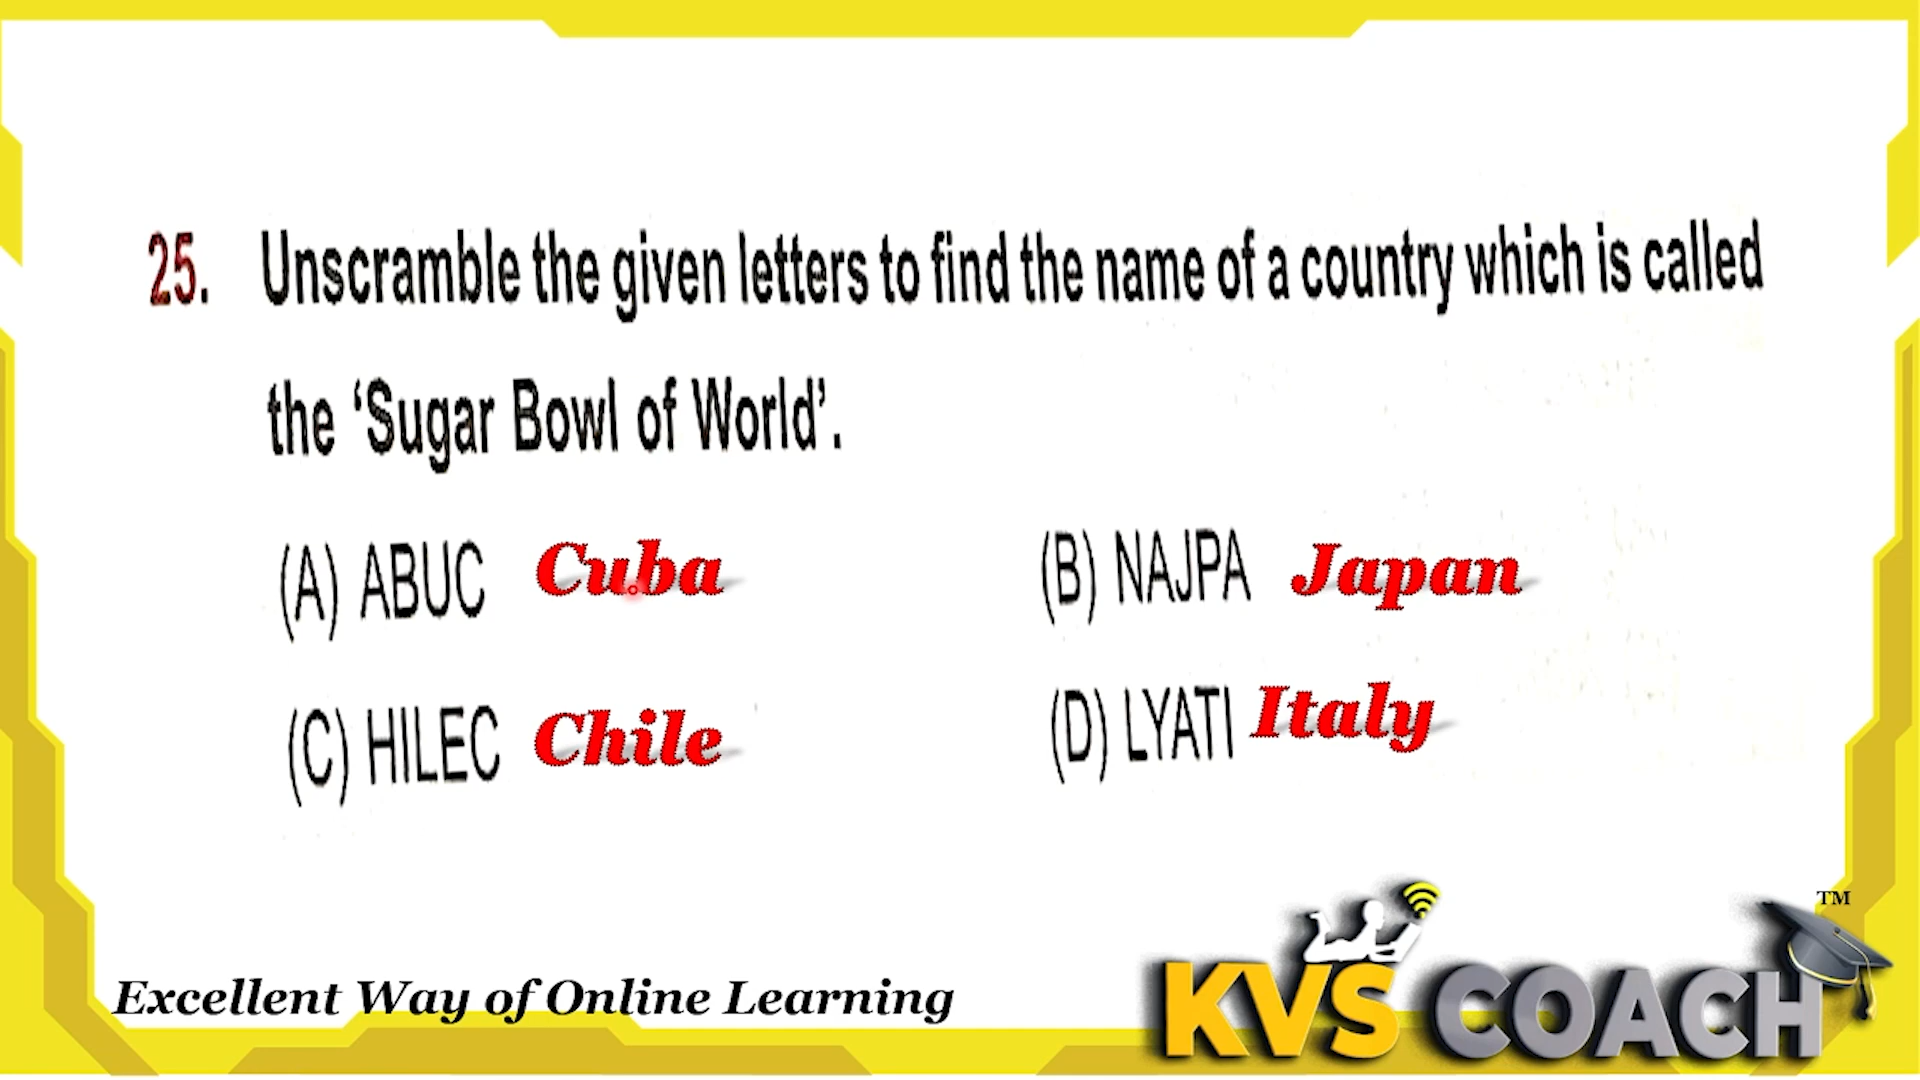 25. Unscramble the given letters to find the name of a country which is called
the ‘Sugar Bowl of World’.
(A) ABUC Cuba (B) NAJPA Japan
(C) HILEC Chile (D) LYATI Italy
Excellent Way of Online Learning
KVS COACH TM